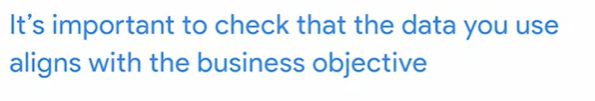 It’s important to check that the data you use
aligns with the business objective